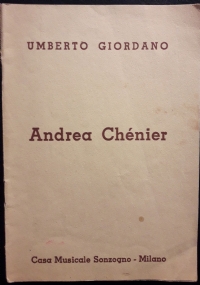 UMBERTO GIORDANO
Andrea Chénier
Casa Musicale Sonzogno - Milano